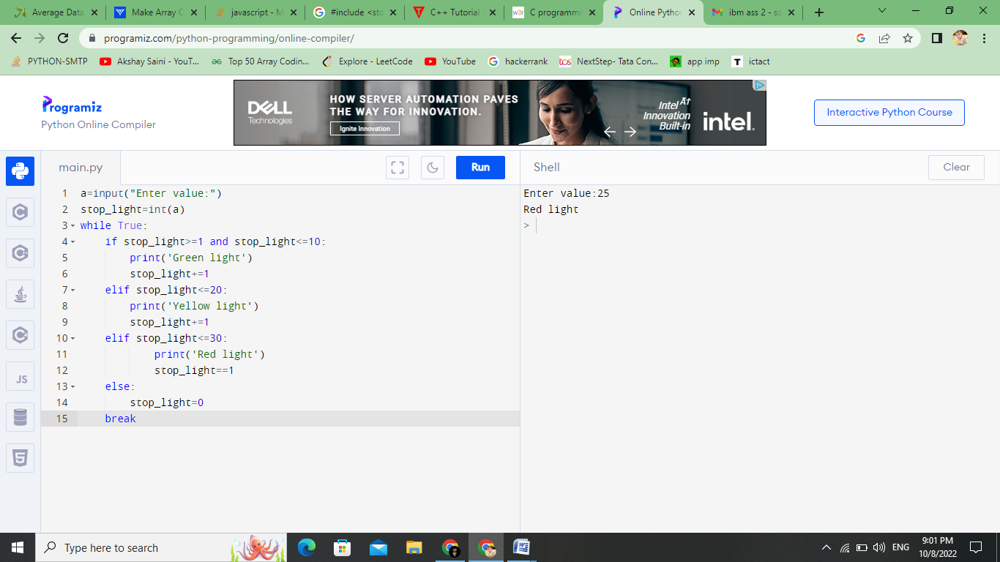 Average Data
Make Array C
javascript - M
#include <std
C++ Tutorial
w3r
C programmi
Online Pytho
ibm ass 2 - so
programiz.com/python-programming/online-compiler/
PYTHON-SMTP
Akshay Saini - YouT...
Top 50 Array Codin...
Explore - LeetCode
YouTube
hackerrank
tcs
NextStep- Tata Con...
app imp
T
ictact
Programiz
Python Online Compiler
DELL
Technologies
HOW SERVER AUTOMATION PAVES
THE WAY FOR INNOVATION.
Ignite Innovation
Intel Ãƒ†
Innovation
Built-in
intel.
Interactive Python Course
main.py
Run
Shell
Clear
1 a=input("Enter value:")
2 stop_light=int(a)
3 while True:
4 if stop_light>=1 and stop_light<=10:
5 print('Green light')
6 stop_light+=1
7 elif stop_light<=20:
8 print('Yellow light')
9 stop_light+=1
10 elif stop_light<=30:
11 print('Red light')
12 stop_light==1
13 else:
14 stop_light=0
15 break
Enter value:25
Red light
>
JS
Type here to search
ENG
9:01 PM
10/8/2022